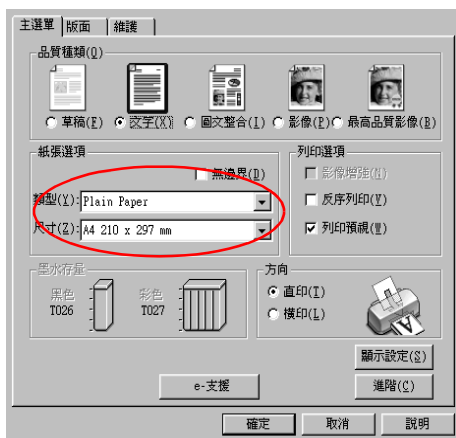 主選單 版面 維護
品質種類(Q)
草稿(F) 文字(X) 圖文整合(I) 影像(P) 最高品質影像(B)
紙張選項 列印選項
無邊界(D) 影像增強(N)
類型(Y): Plain Paper 反序列印(V)
尺寸(Z): A4 210 x 297 mm 列印預視(W)
墨水存量 方向
黑色 彩色 直印(T)
T026 T027 橫印(L)
顯示設定(S)
e-支援 進階(C)
確定 取消 說明